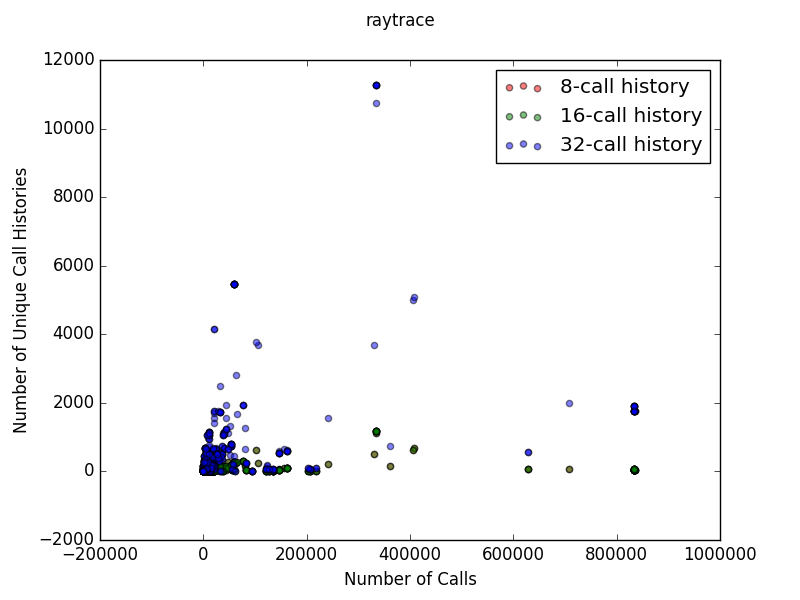 raytrace
12000
10000
8000
6000
4000
2000
0
−2000
−200000
0
200000
400000
600000
800000
1000000
Number of Calls
Number of Unique Call Histories
8-call history
16-call history
32-call history